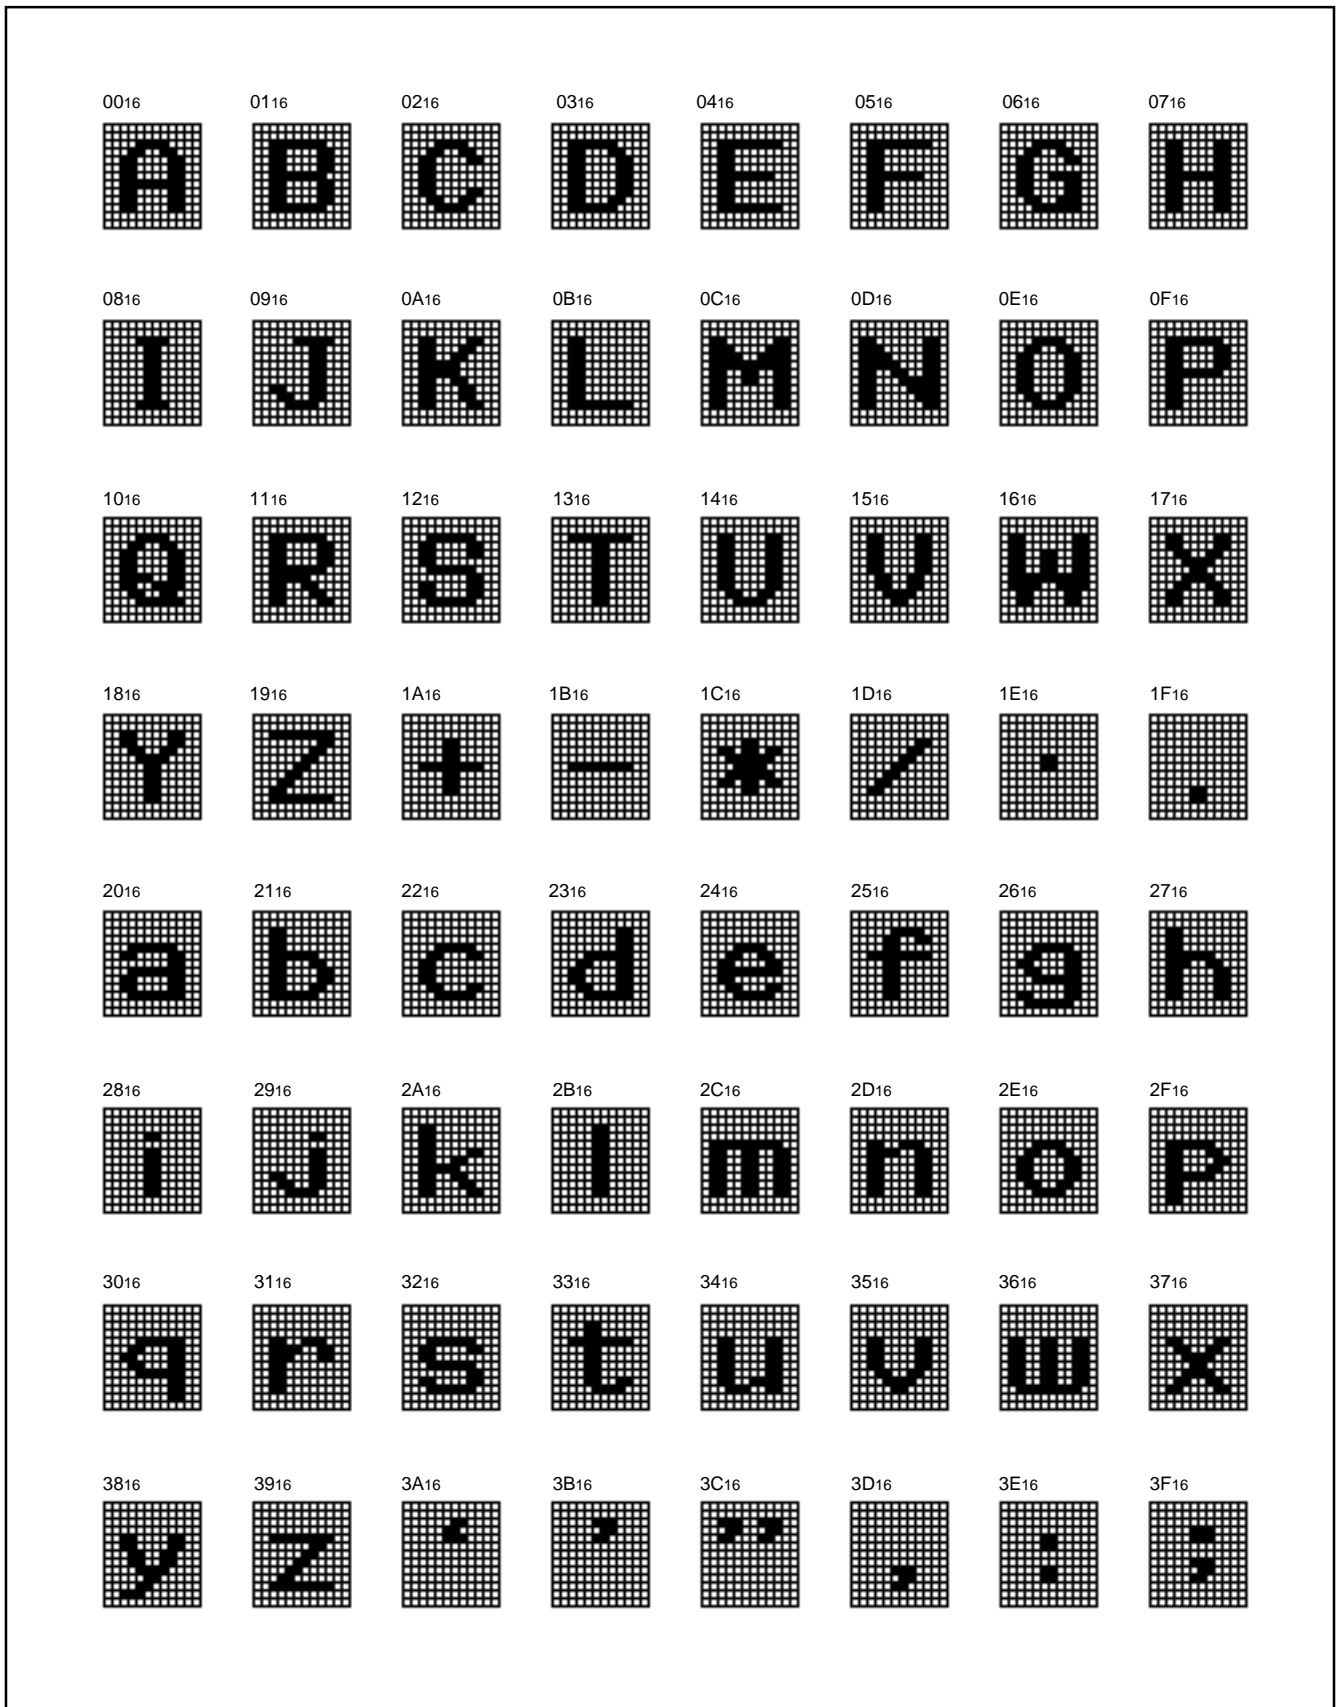 0016 0116 0216 0316 0416 0516 0616 0716
A B C D E F G H
0816 0916 0A16 0B16 0C16 0D16 0E16 0F16
I J K L M N O P
1016 1116 1216 1316 1416 1516 1616 1716
Q R S T U V W X
1816 1916 1A16 1B16 1C16 1D16 1E16 1F16
Y Z + - * / · .
2016 2116 2216 2316 2416 2516 2616 2716
a b c d e f g h
2816 2916 2A16 2B16 2C16 2D16 2E16 2F16
i j k l m n o p
3016 3116 3216 3316 3416 3516 3616 3716
q r s t u v w x
3816 3916 3A16 3B16 3C16 3D16 3E16 3F16
y z ‘ ’ ” , : ;